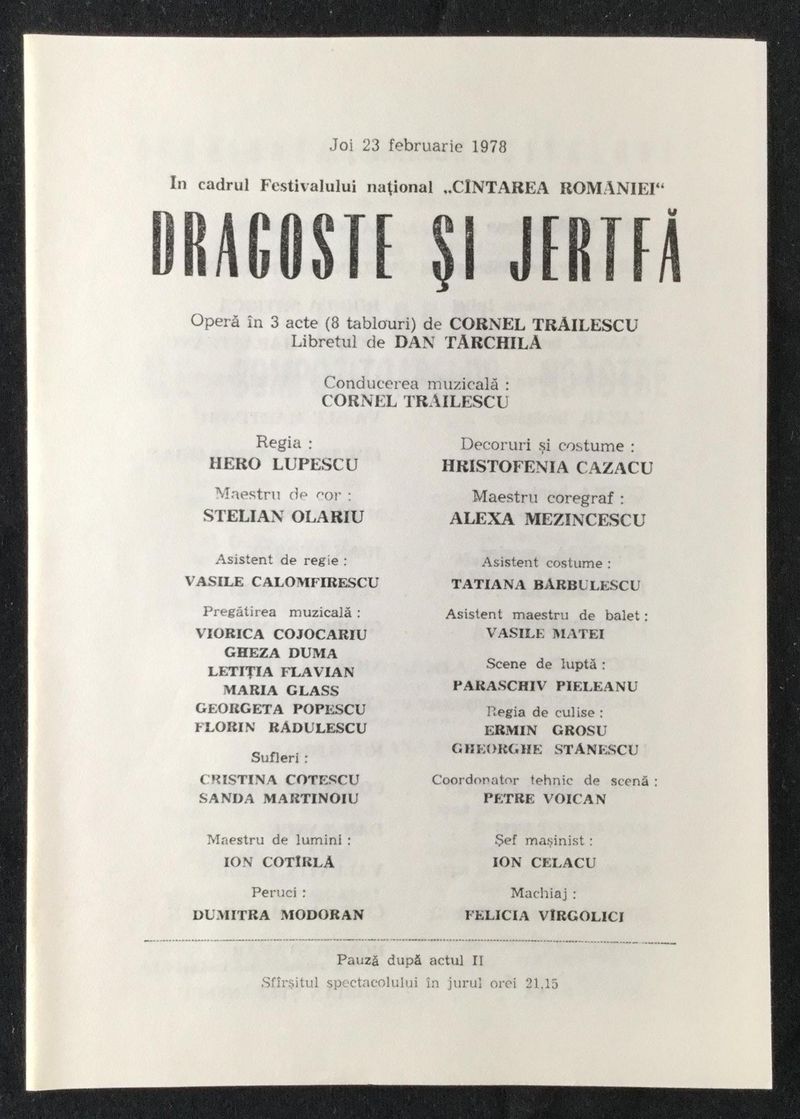 Joi 23 februarie 1978
In cadrul Festivalului național „CÎNTAREA ROMÂNIEI“
DRAGOSTE ȘI JERTFĂ
Operă în 3 acte (8 tablouri) de CORNEL TRĂILESCU
Libretul de DAN TĂRCHILĂ
Conducerea muzicală :
CORNEL TRĂILESCU
Regia :
HERO LUPESCU
Maestru de cor :
STELIAN OLARIU
Asistent de regie :
VASILE CALOMFIRESCU
Pregătirea muzicală :
VIORICA COJOCARIU
GHEZA DUMA
LETIȚIA FLAVIAN
MARIA GLASS
GEORGETA POPESCU
FLORIN RĂDULESCU
Sufleri :
CRISTINA COTESCU
SANDA MARTINOIU
Maestru de lumini :
ION COTÎRLĂ
Peruci :
DUMITRA MODORAN
Decoruri și costume :
HRISTOFENIA CAZACU
Maestru coregraf :
ALEXA MEZINCESCU
Asistent costume :
TATIANA BĂRBULESCU
Asistent maestru de balet :
VASILE MATEI
Scene de luptă :
PARASCHIV PIELEANU
Regia de culise :
ERMIN GROSU
GHEORGHE STĂNESCU
Coordonator tehnic de scenă :
PETRE VOICAN
Șef mașinist :
ION CELACU
Machiaj :
FELICIA VÎRGOLICI
Pauză după actul II
Sfîrșitul spectacolului în jurul orei 21,15